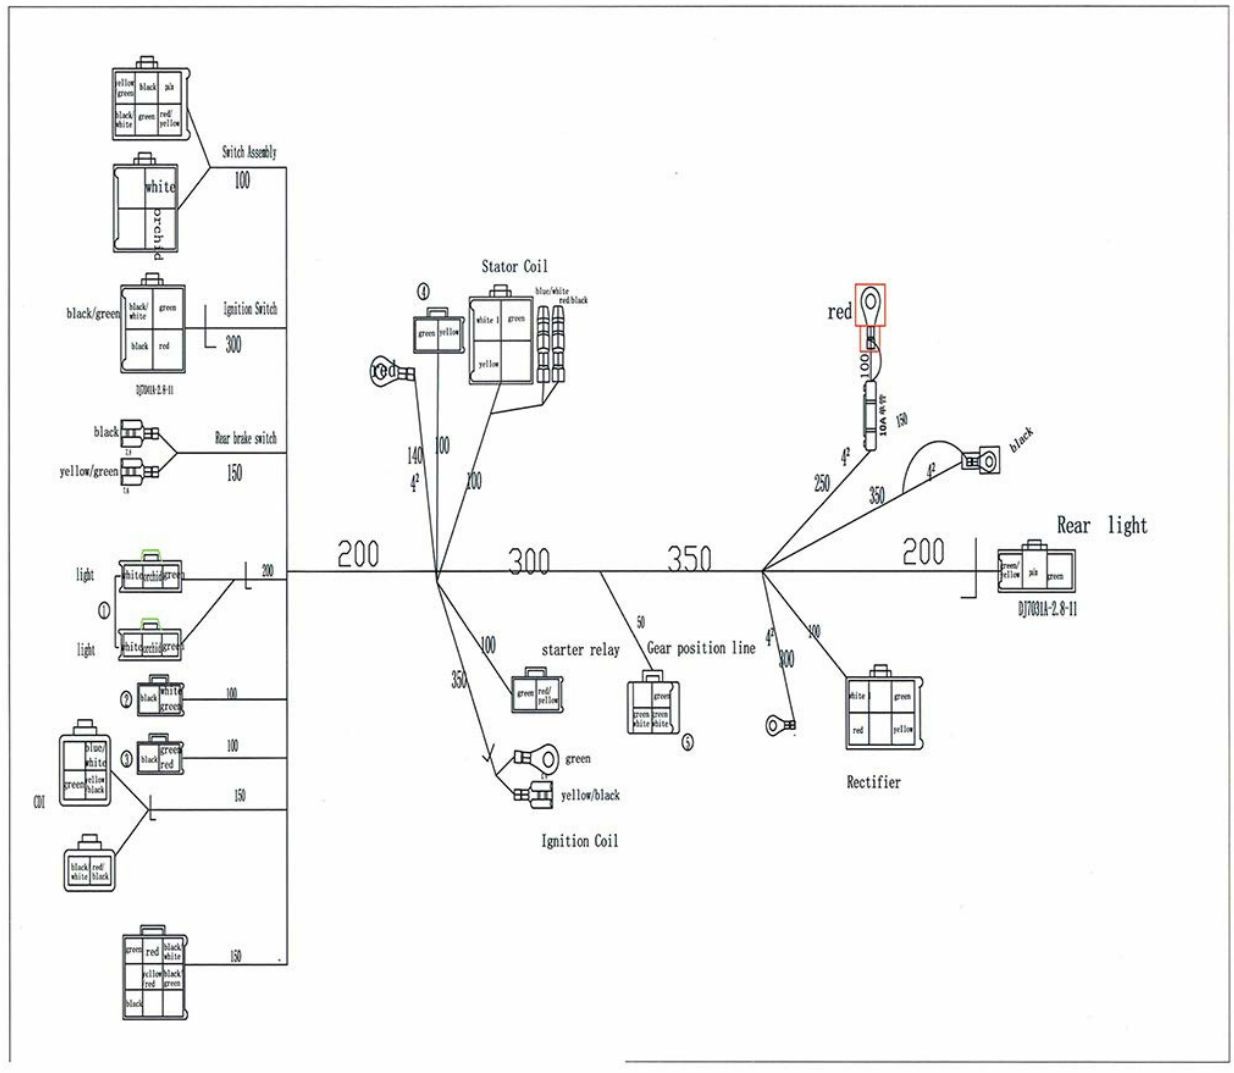 yellow
/green
black
pin
black/
white
green
red/
yellow
Switch Assembly
100
white
orchid
black/green
black/
white
green
black
red
Ignition Switch
300
DJ7041A-2.8-11
black
yellow/green
Rear brake switch
150
light
white
orchid
green
200
①
light
white
orchid
green
②
black
white
green
100
③
black
green
red
100
CDI
blue/
white
green
yellow
/black
150
black/
white
red/
black
green
red
black
white
yellow
/red
black
green
black
150
200
300
350
200
④
green
yellow
red
Stator Coil
white 1
green
yellow
blue/white
red/black
140
4²
100
100
100
350
starter relay
green
red/
yellow
green
yellow/black
Ignition Coil
50
Gear position line
green
green
white
green
white
⑤
red
100
10A
150
4²
250
4²
350
black
Rear light
green/
yellow
pin
green
DJ7031A-2.8-11
4²
300
100
white 1
green
red
yellow
Rectifier